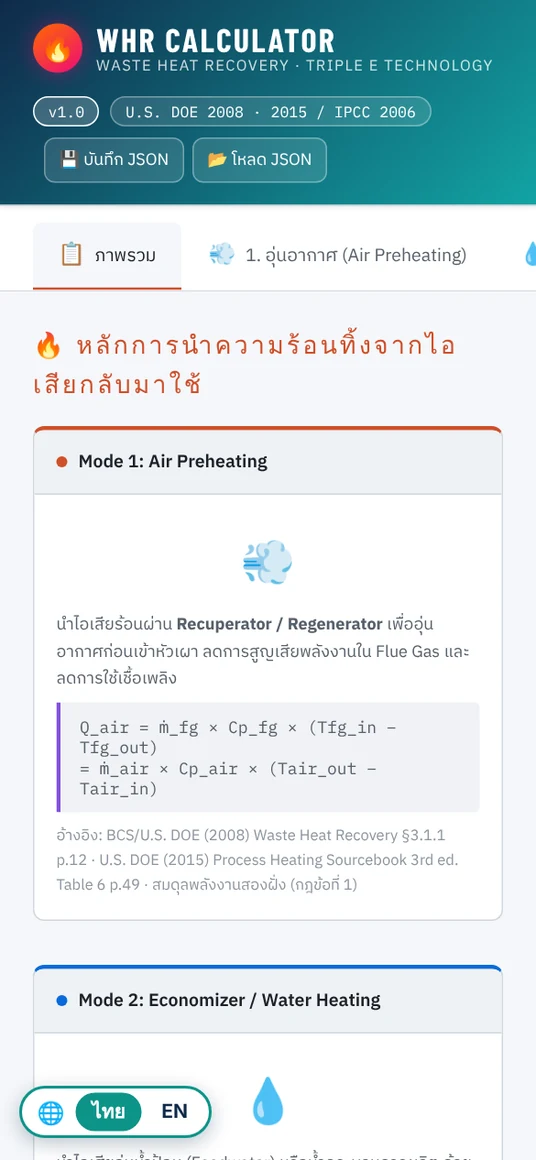 WHR CALCULATOR
WASTE HEAT RECOVERY · TRIPLE E TECHNOLOGY
v1.0
U.S. DOE 2008 · 2015 / IPCC 2006
💾 บันทึก JSON
📂 โหลด JSON
📋 ภาพรวม
💨 1. อุ่นอากาศ (Air Preheating)
🔥 หลักการนำความร้อนทิ้งจากไอ
เสียกลับมาใช้
Mode 1: Air Preheating
นำไอเสียร้อนผ่าน Recuperator / Regenerator เพื่ออุ่น
อากาศก่อนเข้าหัวเผา ลดการสูญเสียพลังงานใน Flue Gas และ
ลดการใช้เชื้อเพลิง
Q_air = ṁ_fg × Cp_fg × (Tfg_in −
Tfg_out)
= ṁ_air × Cp_air × (Tair_out −
Tair_in)
อ้างอิง: BCS/U.S. DOE (2008) Waste Heat Recovery §3.1.1
p.12 · U.S. DOE (2015) Process Heating Sourcebook 3rd ed.
Table 6 p.49 · สมดุลพลังงานสองฝั่ง (กฎข้อที่ 1)
Mode 2: Economizer / Water Heating
ไทย
EN